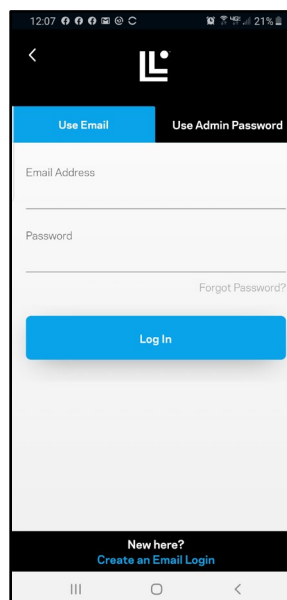 12:07 21%
Use Email Use Admin Password
Email Address
Password
Forgot Password?
Log In
New here?
Create an Email Login